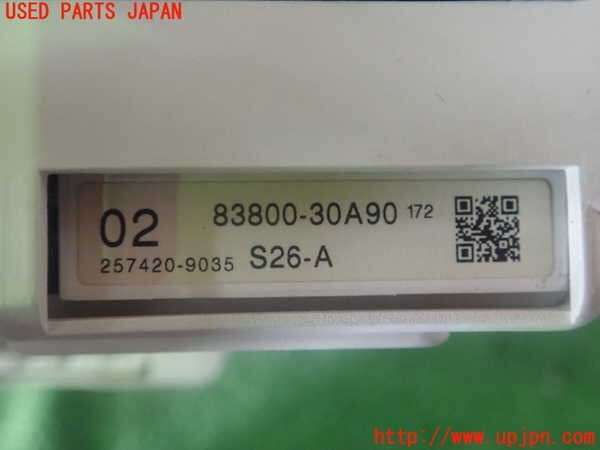 USED PARTS JAPAN
02 83800-30A90 172
257420-9035 S26-A
http://www.upjpn.com/